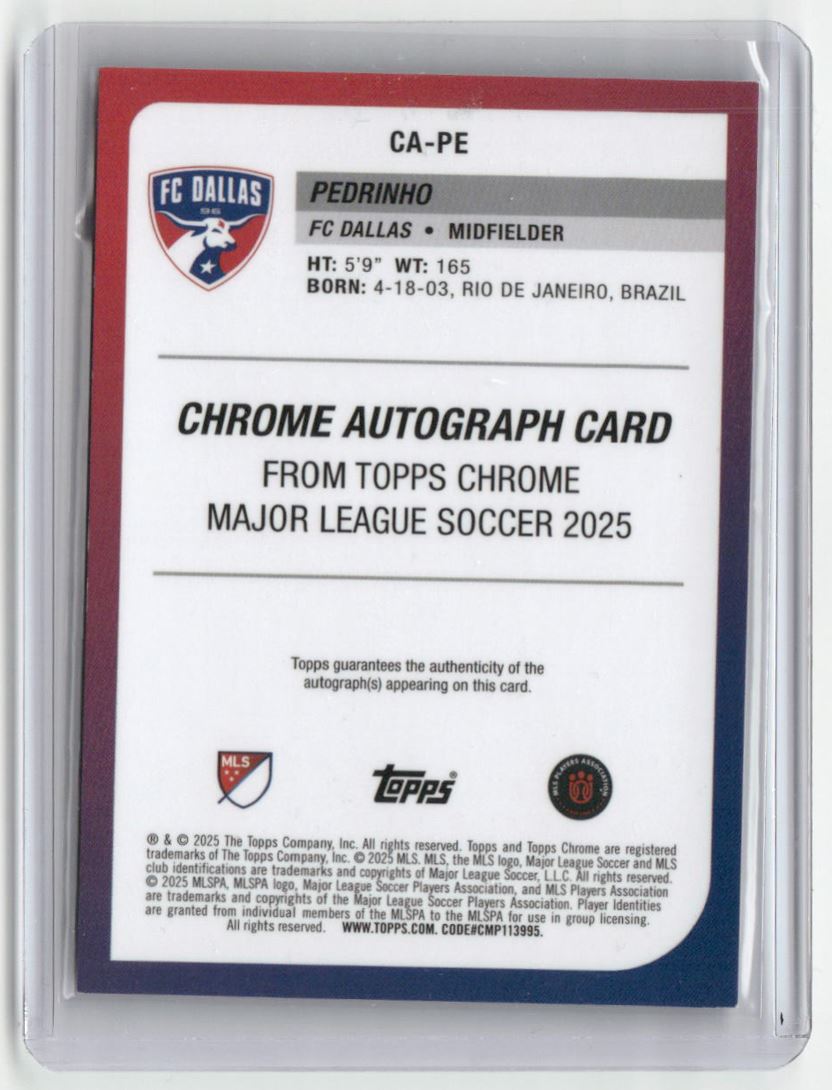 CA-PE
FC DALLAS
PEDRINHO
FC DALLAS • MIDFIELDER
HT: 5'9" WT: 165
BORN: 4-18-03, RIO DE JANEIRO, BRAZIL
CHROME AUTOGRAPH CARD
FROM TOPPS CHROME
MAJOR LEAGUE SOCCER 2025
Topps guarantees the authenticity of the
autograph(s) appearing on this card.
MLS
topps®
MLS PLAYERS ASSOCIATION
® & © 2025 The Topps Company, Inc. All rights reserved. Topps and Topps Chrome are registered
trademarks of The Topps Company, Inc. © 2025 MLS. MLS, the MLS logo, Major League Soccer and MLS
club identifications are trademarks and copyrights of Major League Soccer, L.L.C. All rights reserved.
© 2025 MLSPA, MLSPA logo, Major League Soccer Players Association, and MLS Players Association
are trademarks and copyrights of the Major League Soccer Players Association. Player Identities
are granted from individual members of the MLSPA to the MLSPA for use in group licensing.
All rights reserved. WWW.TOPPS.COM. CODE#CMP113995.